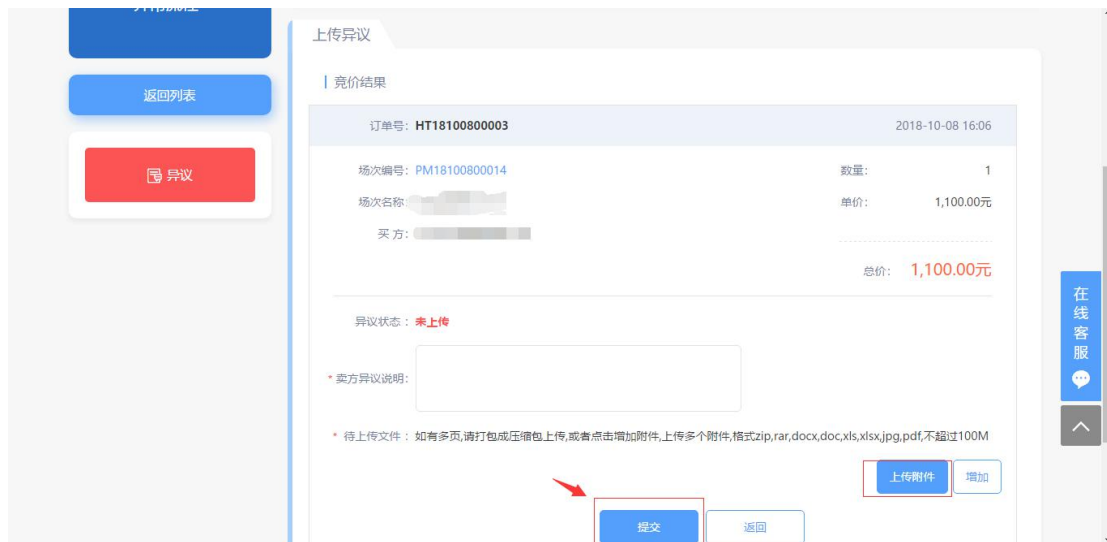 上传异议
竞价结果
返回列表
订单号: HT18100800003 2018-10-08 16:06
异议
场次编号: PM18100800014 数量: 1
场次名称: 单价: 1,100.00元
买 方:
总价: 1,100.00元
异议状态: 未上传
* 卖方异议说明:
* 待上传文件: 如有多页,请打包成压缩包上传,或者点击增加附件,上传多个附件,格式zip,rar,docx,doc,xls,xlsx,jpg,pdf,不超过100M
上传附件 增加
提交 返回
在线客服